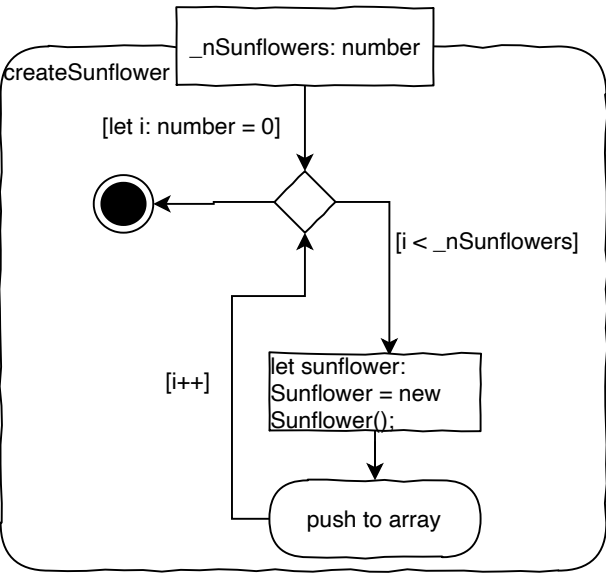 _nSunflowers: number
createSunflower
[let i: number = 0]
[i < _nSunflowers]
let sunflower:
Sunflower = new
Sunflower();
[i++]
push to array